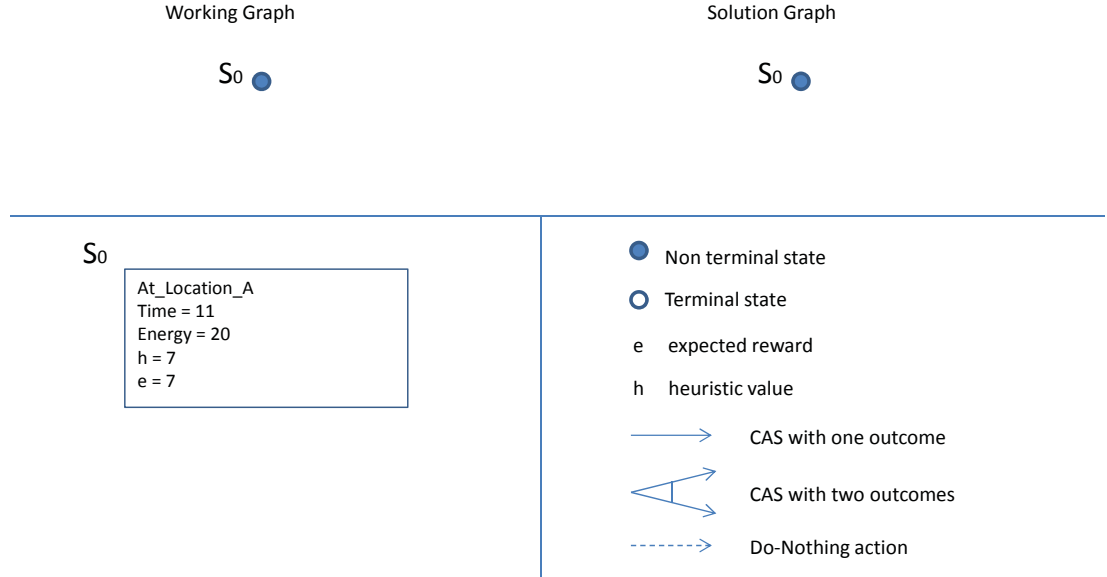 Working Graph
Solution Graph
S0
S0
S0
At_Location_A
Time = 11
Energy = 20
h = 7
e = 7
Non terminal state
Terminal state
e expected reward
h heuristic value
CAS with one outcome
CAS with two outcomes
Do-Nothing action